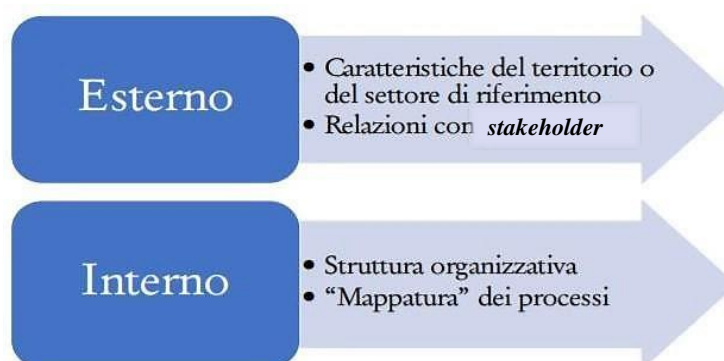 Esterno
• Caratteristiche del territorio o
del settore di riferimento
• Relazioni con stakeholder
Interno
• Struttura organizzativa
• “Mappatura” dei processi